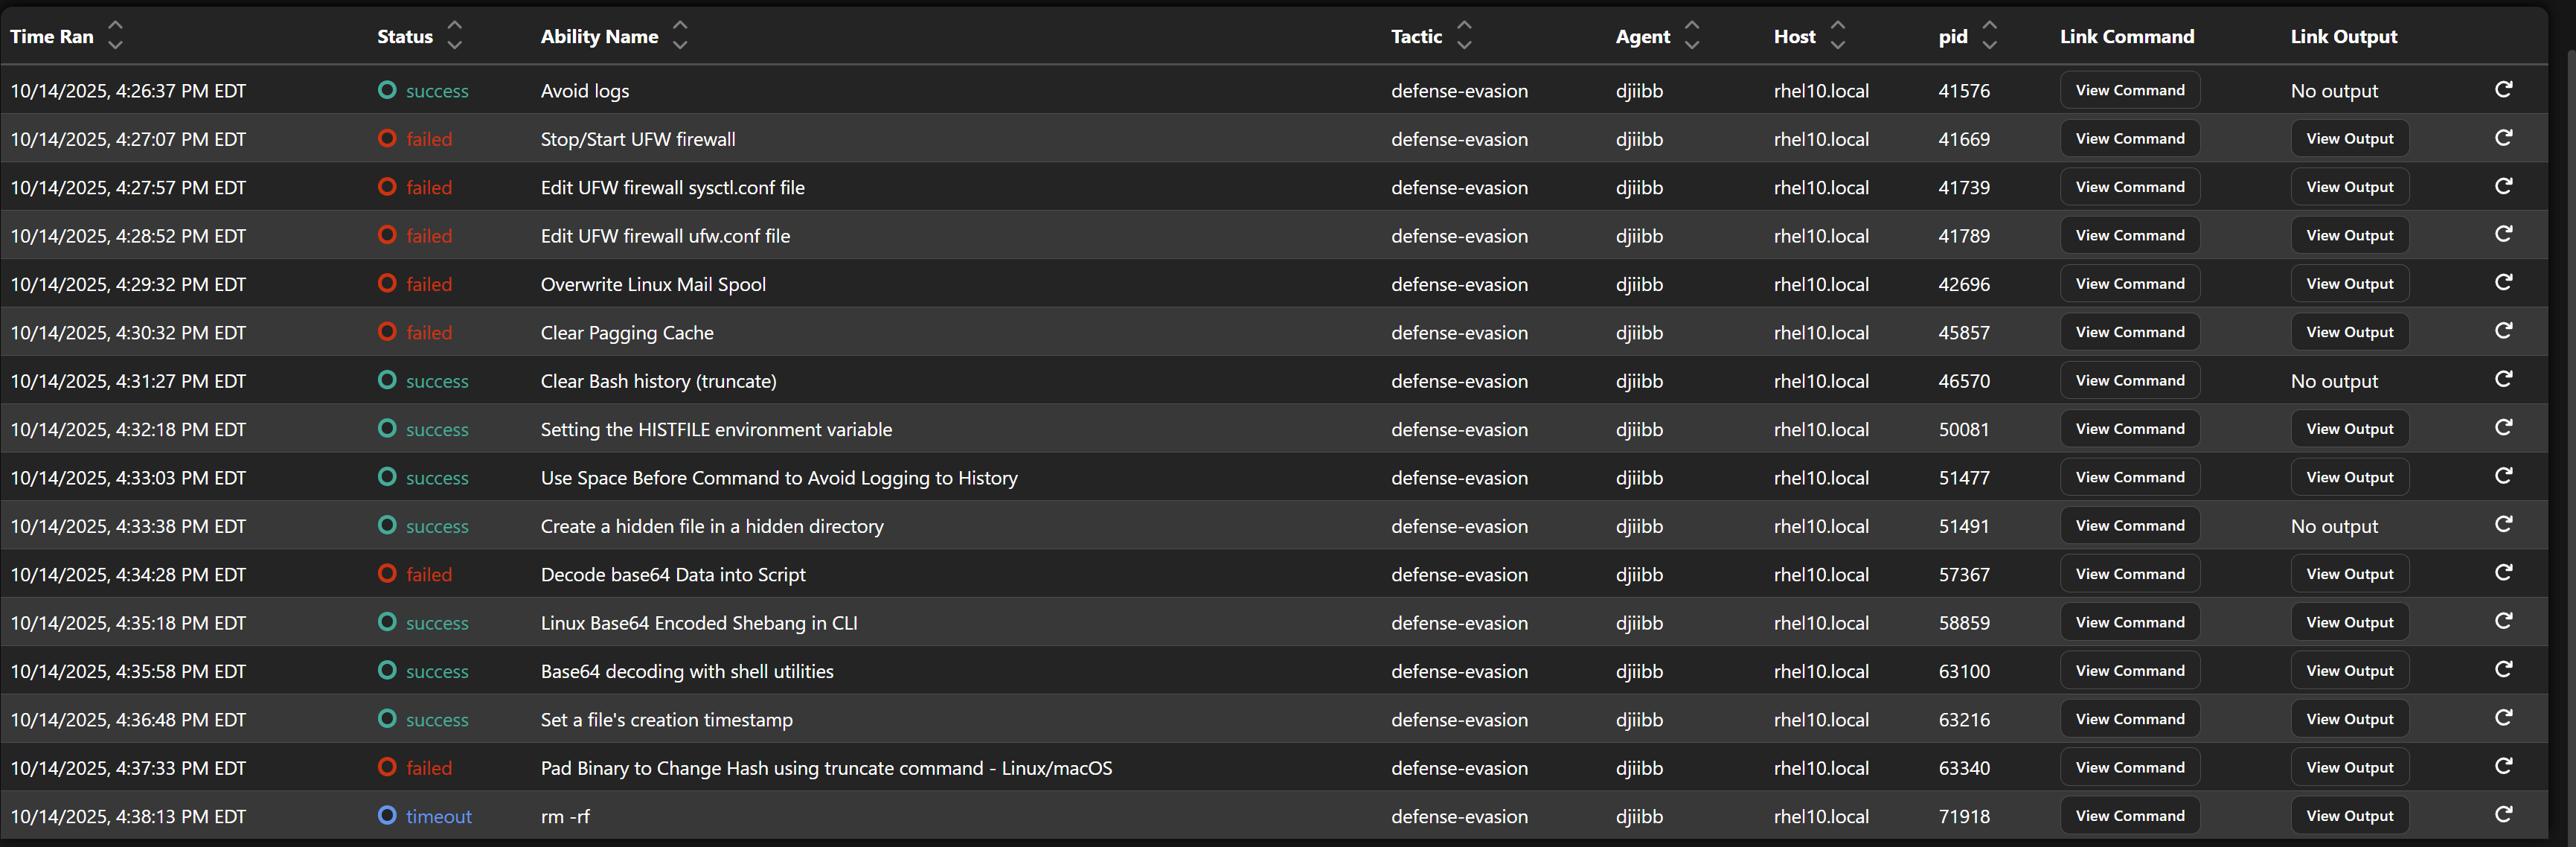 Time Ran Status Ability Name Tactic Agent Host pid Link Command Link Output
10/14/2025, 4:26:37 PM EDT success Avoid logs defense-evasion djiibb rhel10.local 41576 View Command No output
10/14/2025, 4:27:07 PM EDT failed Stop/Start UFW firewall defense-evasion djiibb rhel10.local 41669 View Command View Output
10/14/2025, 4:27:57 PM EDT failed Edit UFW firewall sysctl.conf file defense-evasion djiibb rhel10.local 41739 View Command View Output
10/14/2025, 4:28:52 PM EDT failed Edit UFW firewall ufw.conf file defense-evasion djiibb rhel10.local 41789 View Command View Output
10/14/2025, 4:29:32 PM EDT failed Overwrite Linux Mail Spool defense-evasion djiibb rhel10.local 42696 View Command View Output
10/14/2025, 4:30:32 PM EDT failed Clear Pagging Cache defense-evasion djiibb rhel10.local 45857 View Command View Output
10/14/2025, 4:31:27 PM EDT success Clear Bash history (truncate) defense-evasion djiibb rhel10.local 46570 View Command No output
10/14/2025, 4:32:18 PM EDT success Setting the HISTFILE environment variable defense-evasion djiibb rhel10.local 50081 View Command View Output
10/14/2025, 4:33:03 PM EDT success Use Space Before Command to Avoid Logging to History defense-evasion djiibb rhel10.local 51477 View Command View Output
10/14/2025, 4:33:38 PM EDT success Create a hidden file in a hidden directory defense-evasion djiibb rhel10.local 51491 View Command No output
10/14/2025, 4:34:28 PM EDT failed Decode base64 Data into Script defense-evasion djiibb rhel10.local 57367 View Command View Output
10/14/2025, 4:35:18 PM EDT success Linux Base64 Encoded Shebang in CLI defense-evasion djiibb rhel10.local 58859 View Command View Output
10/14/2025, 4:35:58 PM EDT success Base64 decoding with shell utilities defense-evasion djiibb rhel10.local 63100 View Command View Output
10/14/2025, 4:36:48 PM EDT success Set a file's creation timestamp defense-evasion djiibb rhel10.local 63216 View Command View Output
10/14/2025, 4:37:33 PM EDT failed Pad Binary to Change Hash using truncate command - Linux/macOS defense-evasion djiibb rhel10.local 63340 View Command View Output
10/14/2025, 4:38:13 PM EDT timeout rm -rf defense-evasion djiibb rhel10.local 71918 View Command View Output